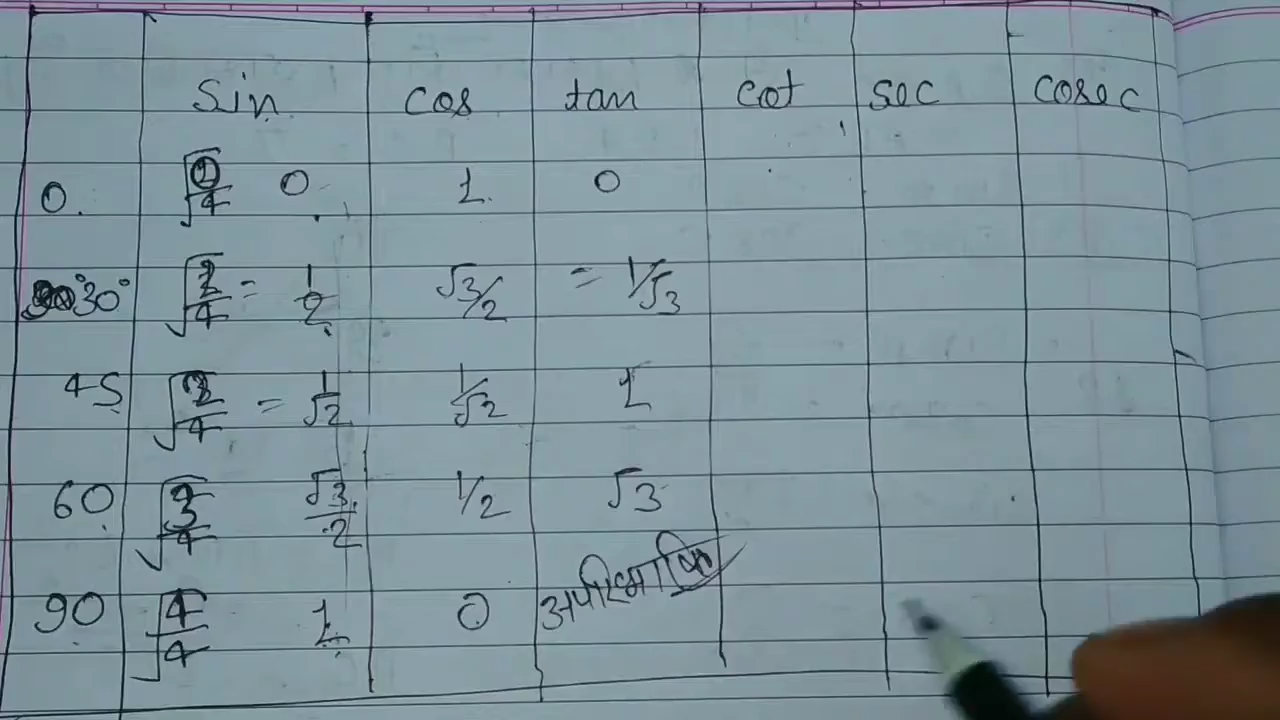 Sin cos tan cot sec cosec
0. √0/4 0 1 0
30° √1/4 = 1/2 √3/2 = 1/√3
45 √2/4 = 1/√2 1/√2 1
60 √3/4 √3/2 1/2 √3
90 √4/4 1 0